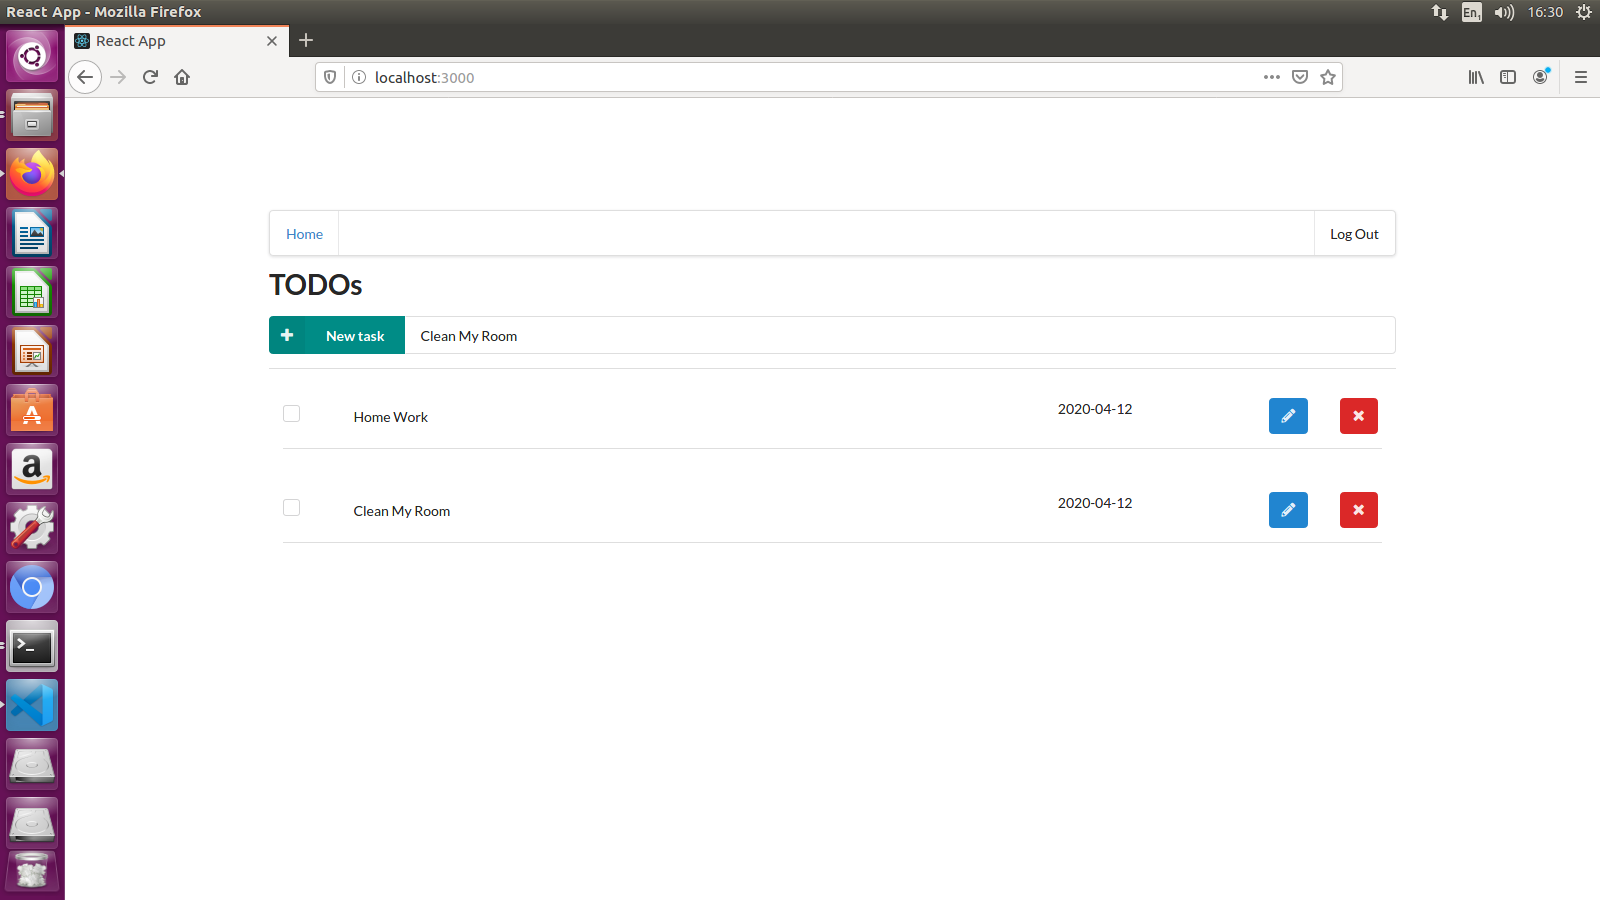 React App - Mozilla Firefox
En1 16:30
React App
localhost:3000
Home Log Out
TODOs
New task Clean My Room
Home Work 2020-04-12
Clean My Room 2020-04-12